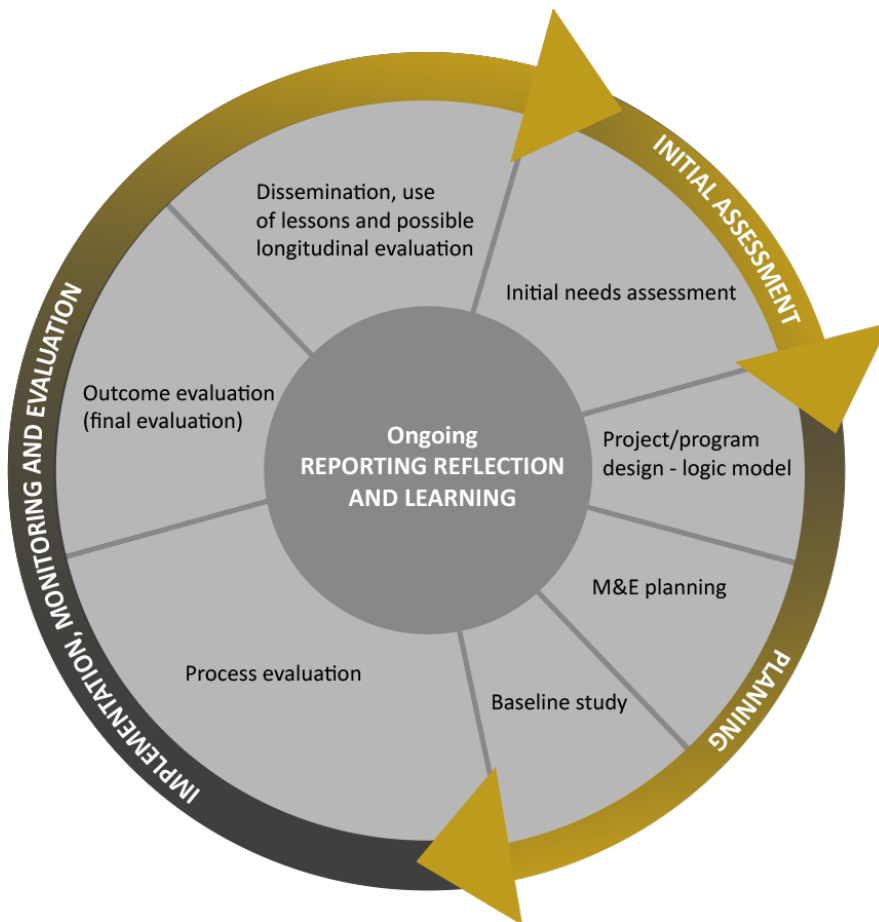 INITIAL ASSESSMENT
Initial needs assessment
Project/program
design - logic model
M&E planning
PLANNING
Baseline study
Process evaluation
IMPLEMENTATION, MONITORING AND EVALUATION
Outcome evaluation
(final evaluation)
Dissemination, use
of lessons and possible
longitudinal evaluation
Ongoing
REPORTING REFLECTION
AND LEARNING